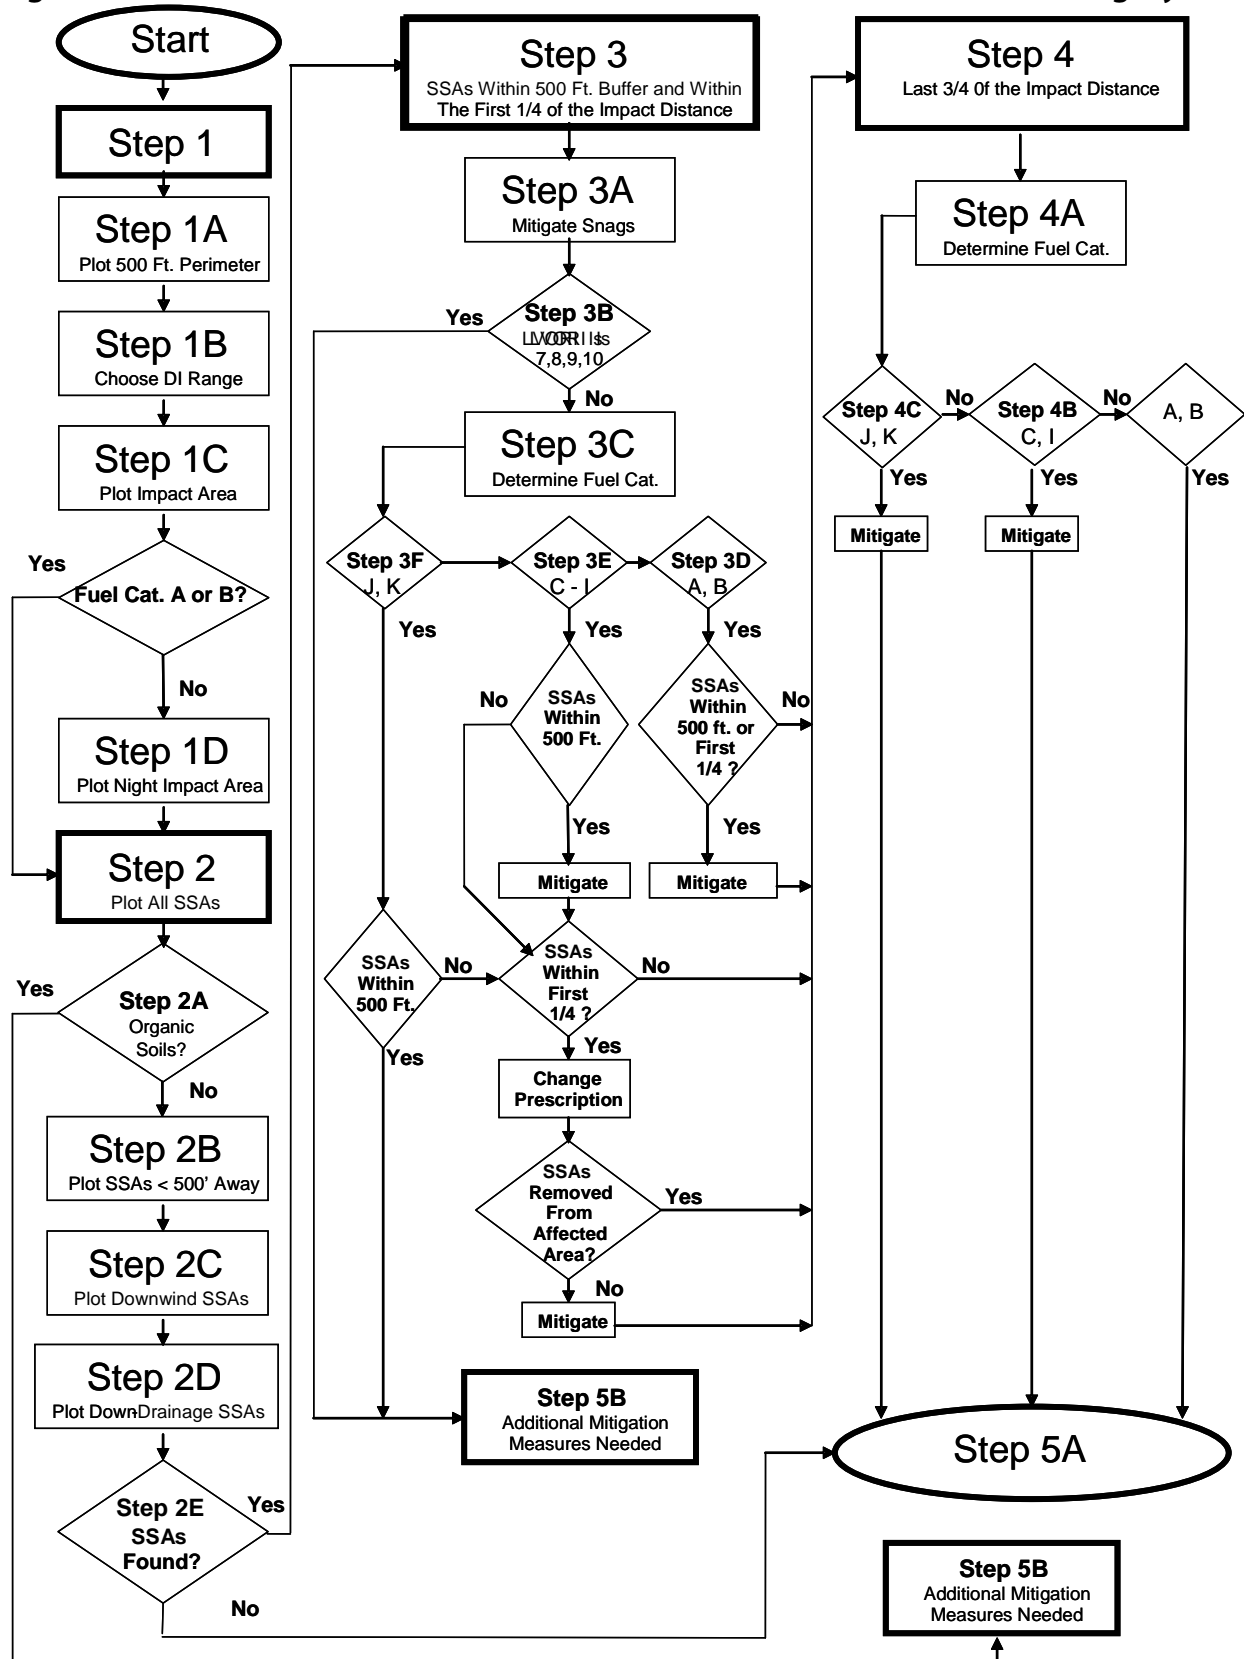 Start
Step 1
Step 1A
Plot 500 Ft. Perimeter
Step 1B
Choose DI Range
Step 1C
Plot Impact Area
Yes
Fuel Cat. A or B?
No
Step 1D
Plot Night Impact Area
Step 2
Plot All SSAs
Yes
Step 2A
Organic
Soils?
No
Step 2B
Plot SSAs < 500' Away
Step 2C
Plot Downwind SSAs
Step 2D
Plot Down-Drainage SSAs
Step 2E
SSAs
Found?
Yes
No
Step 3
SSAs Within 500 Ft. Buffer and Within
The First 1/4 of the Impact Distance
Step 3A
Mitigate Snags
Yes
Step 3B
7,8,9,10
No
Step 3C
Determine Fuel Cat.
Step 3F
J, K
Step 3E
C - I
Step 3D
A, B
Yes
Yes
Yes
No
SSAs
Within
500 Ft.
SSAs
Within
500 ft. or
First
1/4 ?
No
Yes
Yes
Mitigate
Mitigate
SSAs
Within
500 Ft.
No
SSAs
Within
First
1/4 ?
No
Yes
Yes
Change
Prescription
SSAs
Removed
From
Affected
Area?
Yes
No
Mitigate
Step 5B
Additional Mitigation
Measures Needed
Step 4
Last 3/4 0f the Impact Distance
Step 4A
Determine Fuel Cat.
Step 4C
J, K
No
Step 4B
C, I
No
A, B
Yes
Yes
Yes
Mitigate
Mitigate
Step 5A
Step 5B
Additional Mitigation
Measures Needed